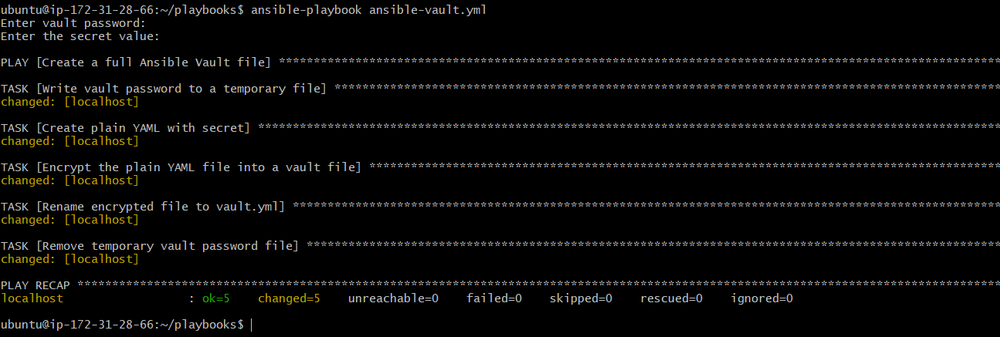 ubuntu@ip-172-31-28-66:~/playbooks$ ansible-playbook ansible-vault.yml
Enter vault password:
Enter the secret value:
PLAY [Create a full Ansible Vault file] ********************************************************************************************************
TASK [Write vault password to a temporary file] ************************************************************************************************
changed: [localhost]
TASK [Create plain YAML with secret] ***********************************************************************************************************
changed: [localhost]
TASK [Encrypt the plain YAML file into a vault file] *******************************************************************************************
changed: [localhost]
TASK [Rename encrypted file to vault.yml] ******************************************************************************************************
changed: [localhost]
TASK [Remove temporary vault password file] ****************************************************************************************************
changed: [localhost]
PLAY RECAP *************************************************************************************************************************************
localhost                  : ok=5    changed=5    unreachable=0    failed=0    skipped=0    rescued=0    ignored=0
ubuntu@ip-172-31-28-66:~/playbooks$